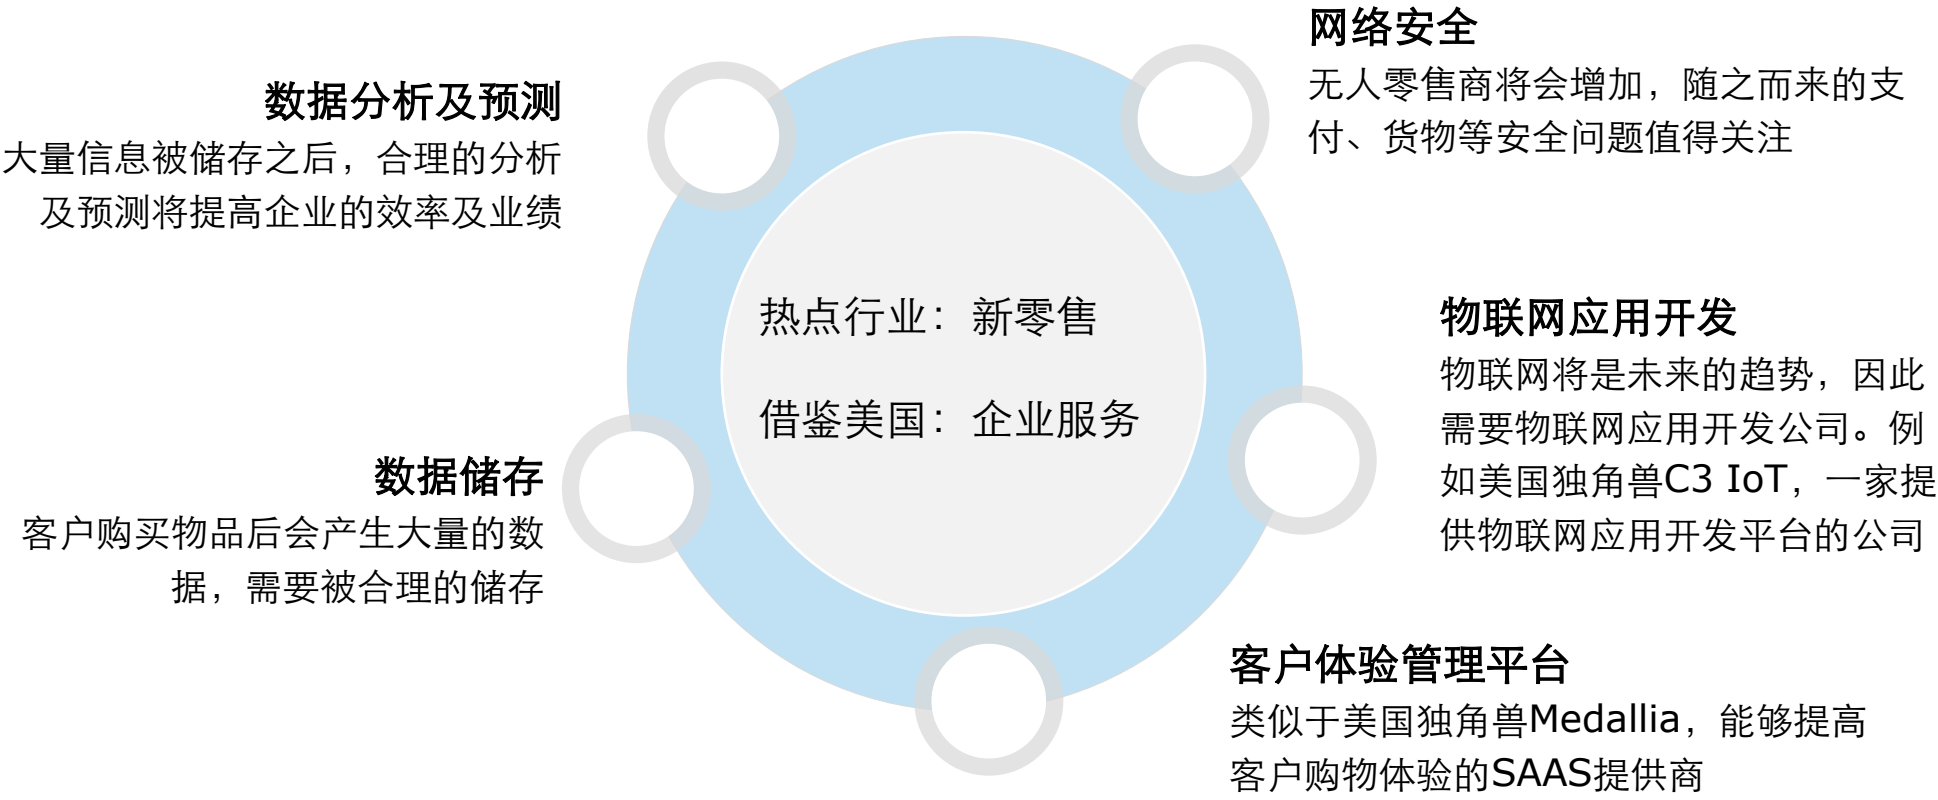 数据分析及预测
大量信息被储存之后，合理的分析
及预测将提高企业的效率及业绩
网络安全
无人零售商将会增加，随之而来的支
付、货物等安全问题值得关注
热点行业：新零售
借鉴美国：企业服务
物联网应用开发
物联网将是未来的趋势，因此
需要物联网应用开发公司。例
如美国独角兽C3 IoT，一家提
供物联网应用开发平台的公司
数据储存
客户购买物品后会产生大量的数
据，需要被合理的储存
客户体验管理平台
类似于美国独角兽Medallia，能够提高
客户购物体验的SAAS提供商